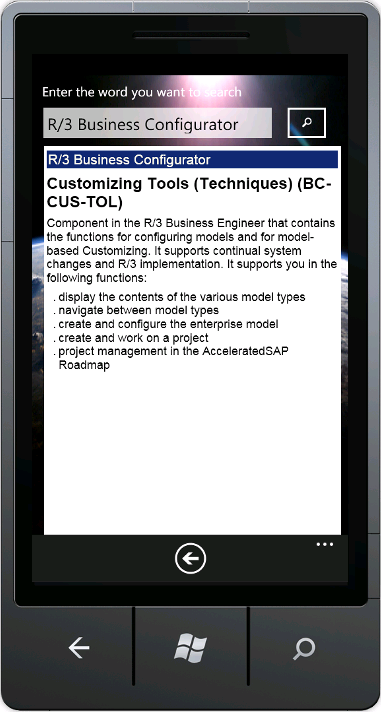 Enter the word you want to search
R/3 Business Configurator
R/3 Business Configurator
Customizing Tools (Techniques) (BC-
CUS-TOL)
Component in the R/3 Business Engineer that contains
the functions for configuring models and for model-
based Customizing. It supports continual system
changes and R/3 implementation. It supports you in the
following functions:
. display the contents of the various model types
. navigate between model types
. create and configure the enterprise model
. create and work on a project
. project management in the AcceleratedSAP
Roadmap